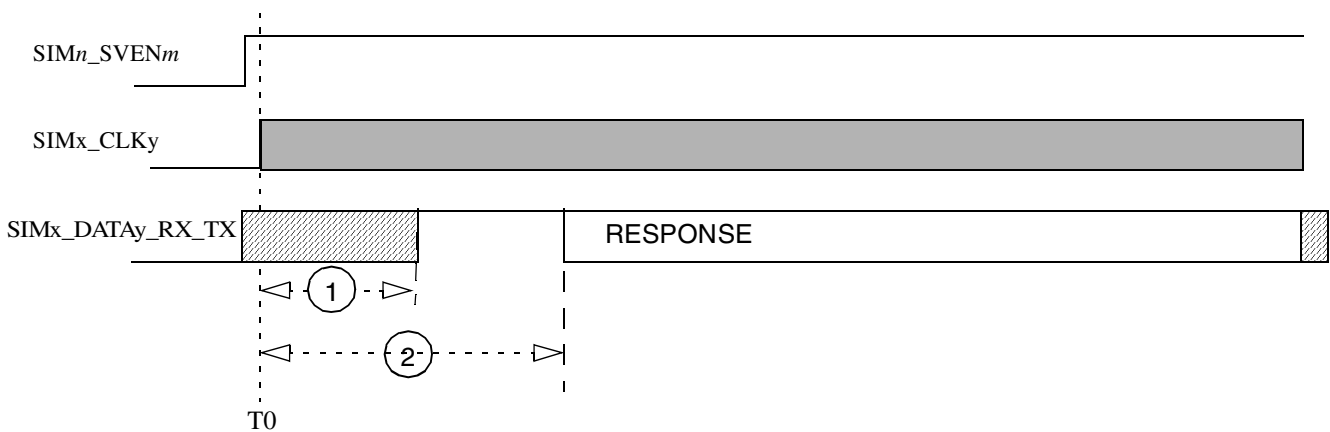 SIMn_SVENm
SIMx_CLKy
SIMx_DATAy_RX_TX
RESPONSE
1
2
T0